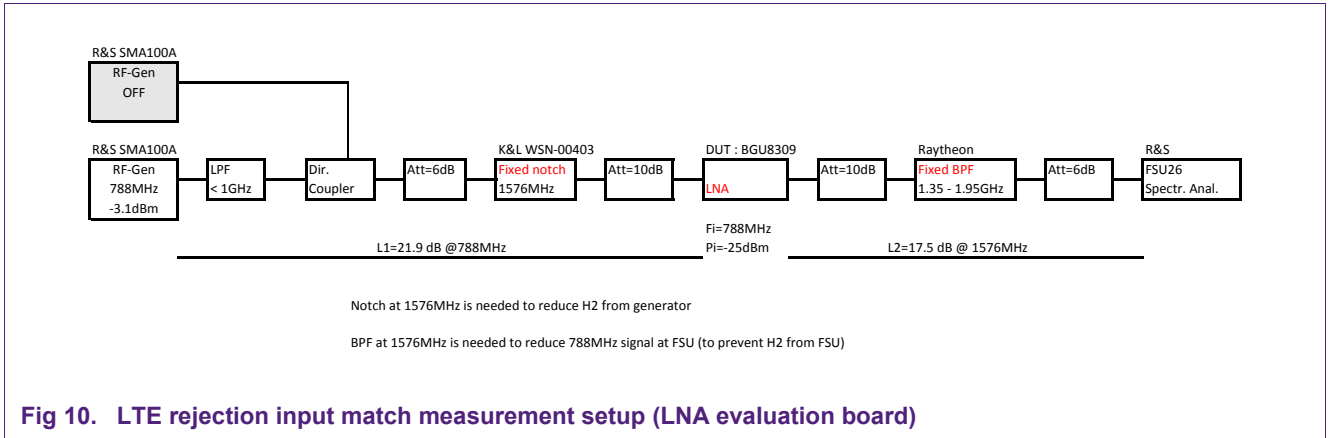 R&S SMA100A
RF-Gen
OFF
R&S SMA100A
RF-Gen
788MHz
-3.1dBm
LPF
< 1GHz
Dir.
Coupler
Att=6dB
K&L WSN-00403
Fixed notch
1576MHz
Att=10dB
DUT : BGU8309
LNA
Att=10dB
Raytheon
Fixed BPF
1.35 - 1.95GHz
Att=6dB
R&S
FSU26
Spectr. Anal.
L1=21.9 dB @788MHz
Fi=788MHz
Pi=-25dBm
L2=17.5 dB @ 1576MHz
Notch at 1576MHz is needed to reduce H2 from generator
BPF at 1576MHz is needed to reduce 788MHz signal at FSU (to prevent H2 from FSU)
Fig 10. LTE rejection input match measurement setup (LNA evaluation board)